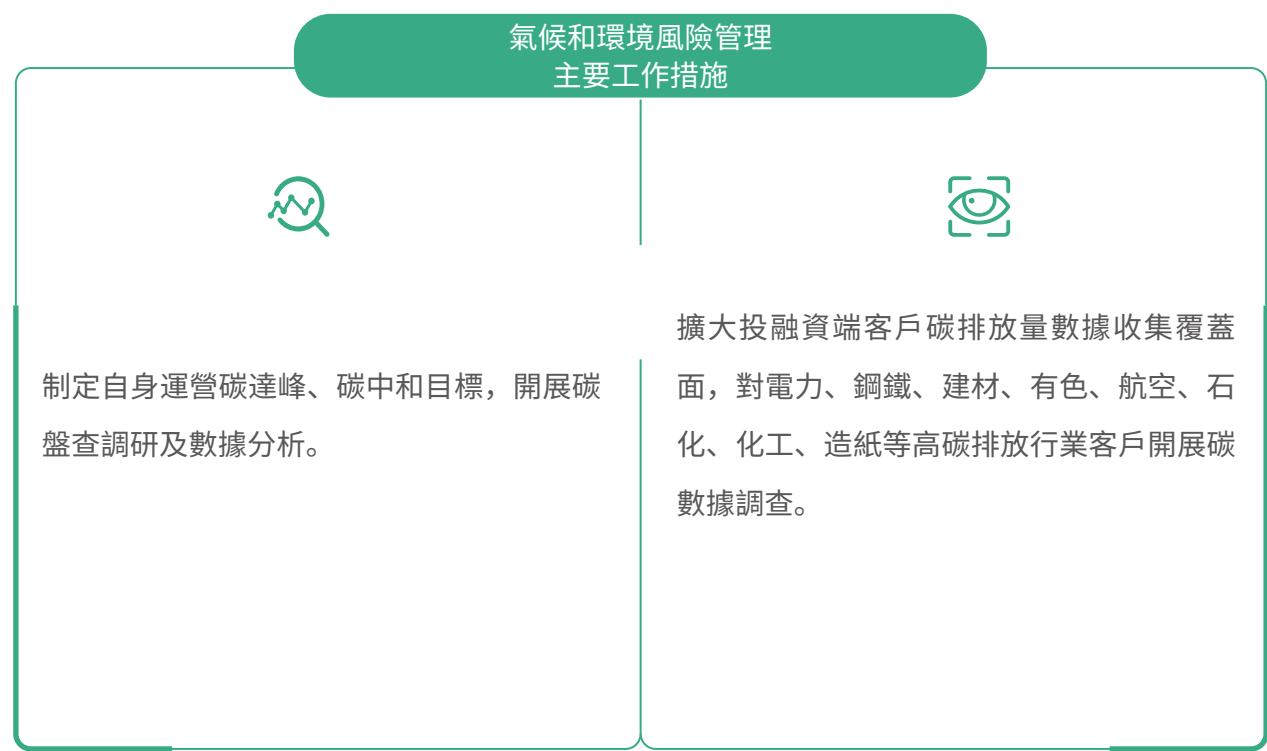 氣候和環境風險管理
主要工作措施
制定自身運營碳達峰、碳中和目標，開展碳
盤查調研及數據分析。
擴大投融資端客戶碳排放量數據收集覆蓋
面，對電力、鋼鐵、建材、有色、航空、石
化、化工、造紙等高碳排放行業客戶開展碳
數據調查。